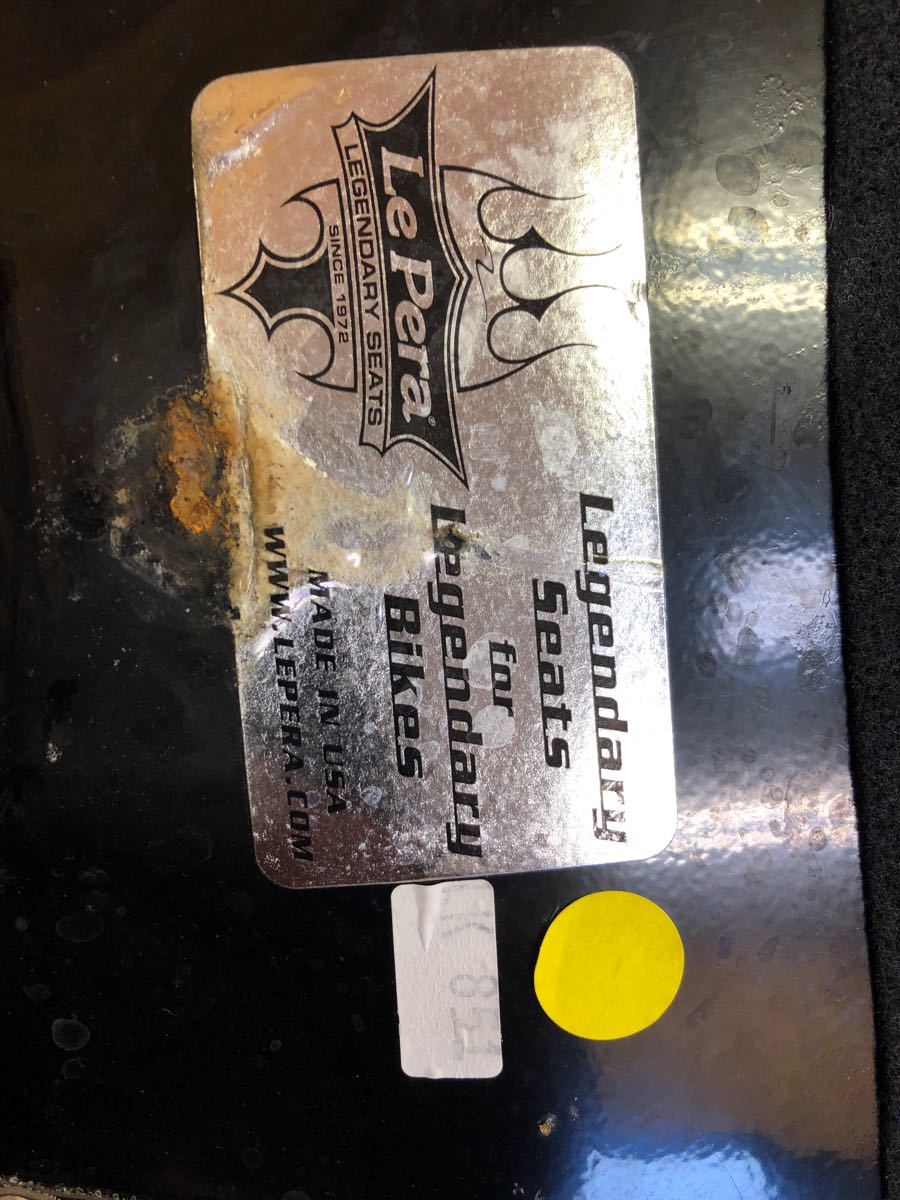 Le Pera®
LEGENDARY SEATS
SINCE 1972
Legendary
Seats
for
Legendary
Bikes
MADE IN USA
WWW.LEPERA.COM